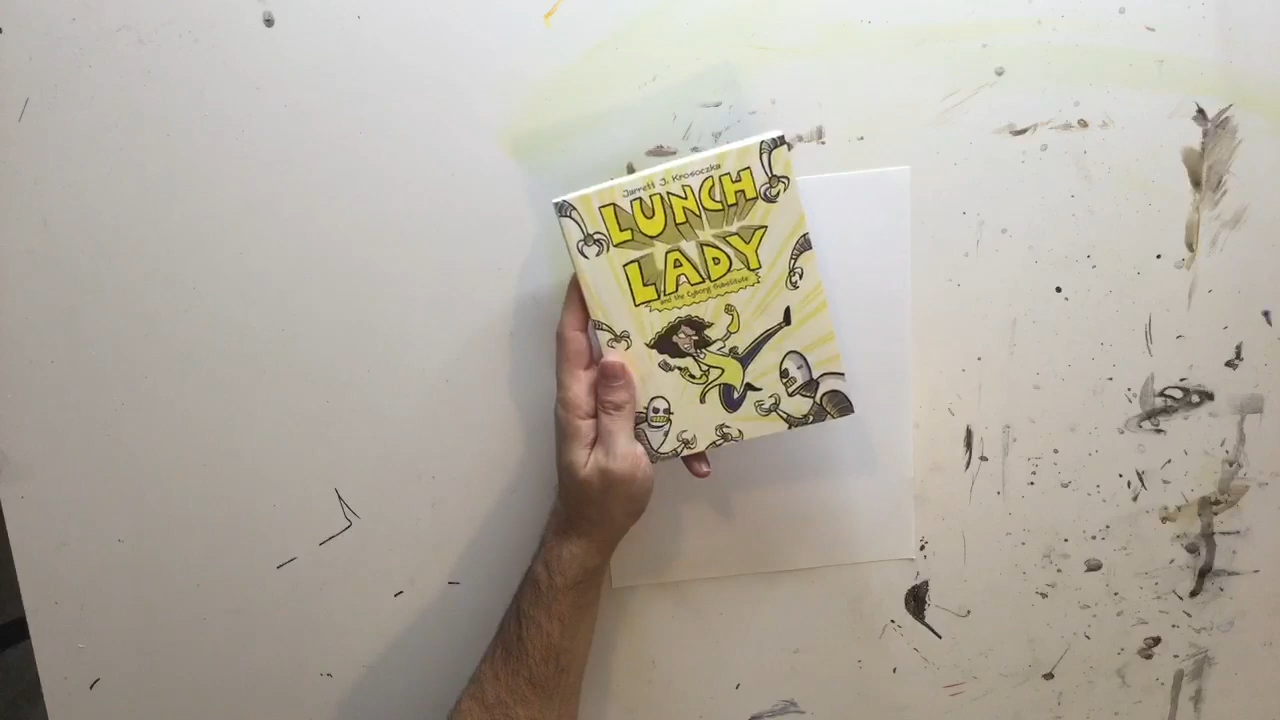 Jarrett J. Krosoczka
LUNCH
LADY
and the Cyborg Substitute